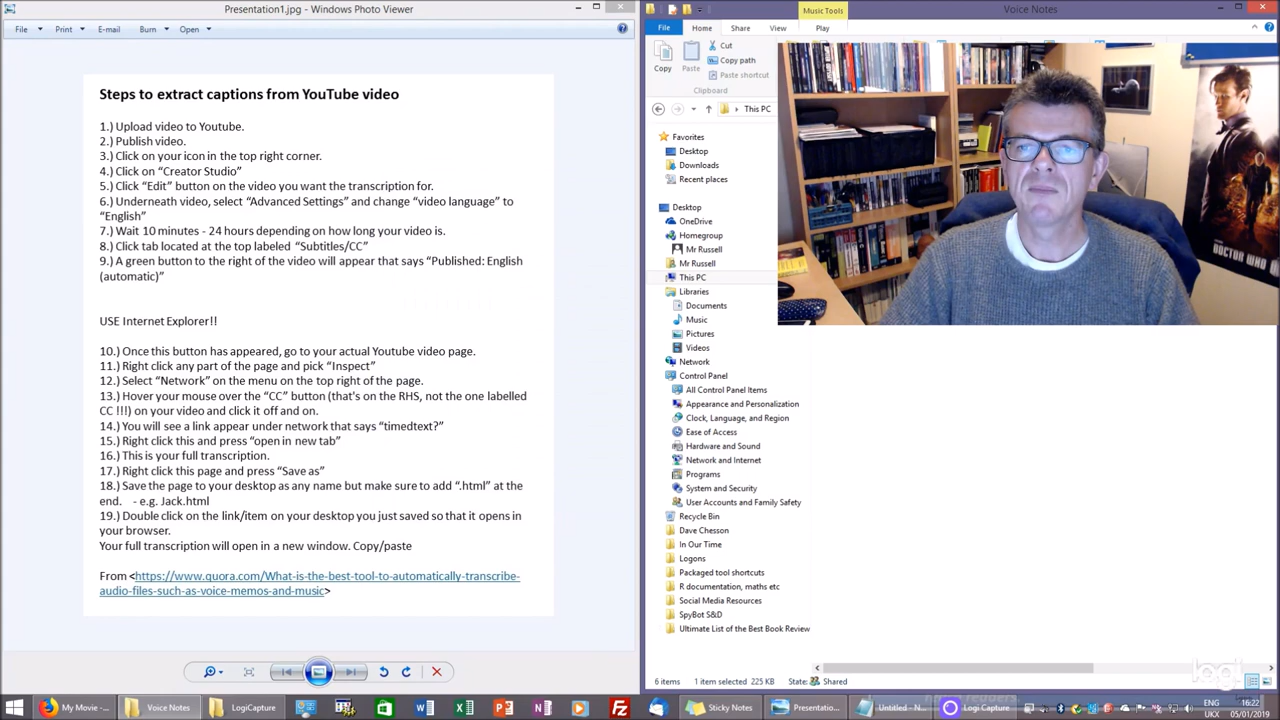 Presentation1.jpg - Windows Photo Viewer
File Print E-mail Burn Open
Steps to extract captions from YouTube video
1.) Upload video to Youtube.
2.) Publish video.
3.) Click on your icon in the top right corner.
4.) Click on “Creator Studio”
5.) Click “Edit” button on the video you want the transcription for.
6.) Underneath video, select “Advanced Settings” and change “video language” to
“English”
7.) Wait 10 minutes - 24 hours depending on how long your video is.
8.) Click tab located at the top labeled “Subtitles/CC”
9.) A green button to the right of the video will appear that says “Published: English
(automatic)”
Internet Explorer!!
10.) Once this button has appeared, go to your actual Youtube video page.
11.) Right click any part of the page and pick “Inspect”
12.) Select “Network” on the menu on the top right of the page.
13.) Hover your mouse over the “CC” button (that's on the RHS, not the one labelled
CC !!!) on your video and click it off and on.
14.) You will see a link appear under network that says “timedtext?”
15.) Right click this and press “open in new tab”
16.) This is your full transcription.
17.) Right click this page and press “Save as”
18.) Save the page to your desktop as any name but make sure to add “.html” at the
end. - e.g. Jack.html
19.) Double click on the link from your desktop you just saved so that it opens in
your browser.
Your full transcription will open in a new window. Copy/paste
From <https://www.quora.com/What-is-the-best-tool-to-automatically-transcribe-
audio-files-such-as-voice-memos-and-music>
Music Tools
Voice Notes
File Home Share View Play
Copy
Paste
Cut
Copy path
Paste shortcut
Clipboard
This PC
Favorites
Desktop
Downloads
Recent places
Desktop
OneDrive
Homegroup
Mr Russell
Mr Russell
This PC
Libraries
Documents
Music
Pictures
Videos
Network
Control Panel
All Control Panel Items
Appearance and Personalization
Clock, Language, and Region
Ease of Access
Hardware and Sound
Network and Internet
Programs
System and Security
User Accounts and Family Safety
Recycle Bin
Dave Chesson
In Our Time
Logons
Packaged tool shortcuts
R documentation, maths etc
Social Media Resources
SpyBot S&D
Ultimate List of the Best Book Review
DOCTOR WHO
logi
6 items 1 item selected 225 KB State: Shared
My Movie -... Voice Notes LogiCapture Sticky Notes Presentatio... Untitled - N... Logi Capture
ENG
UKX
16:22
05/01/2019